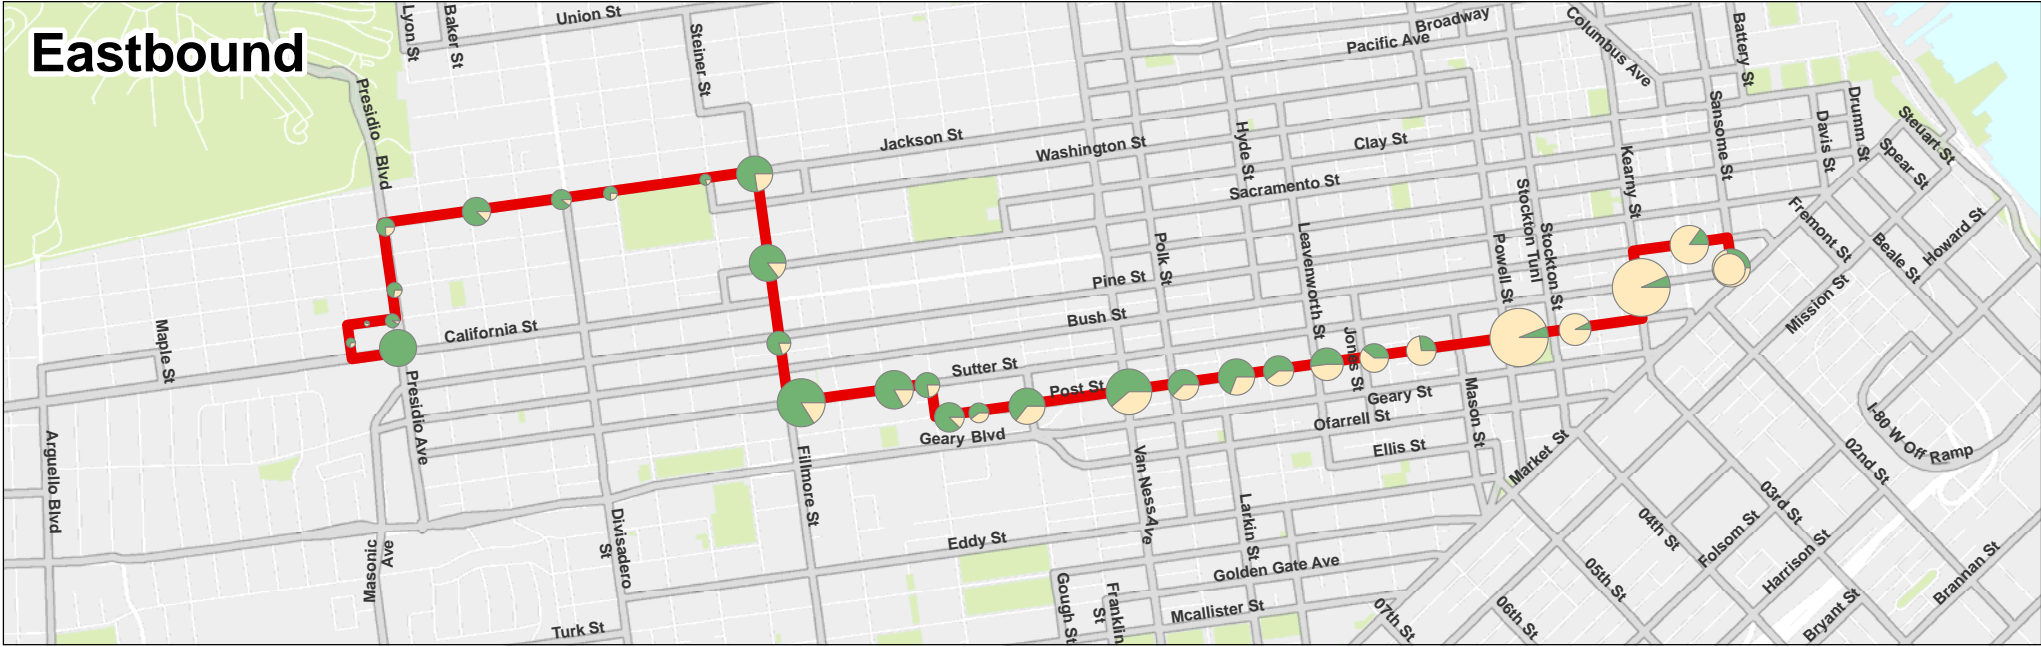 Eastbound
Lyon St
Baker St
Union St
Steiner St
Broadway
Pacific Ave
Columbus Ave
Battery St
Presidio
Blvd
Jackson St
Washington St
Hyde St
Clay St
Sacramento St
Kearny St
Sansome St
Davis St
Drumm St
Steuart St
Spear St
Howard St
Fremont St
Beale St
Mission St
Stockton Tunl
Stockton St
Powell St
Leavenworth St
Polk St
Pine St
Bush St
California St
Maple St
Sutter St
Post St
Jones St
Geary St
Ofarrell St
Mason St
Ellis St
Market St
Geary Blvd
Presidio Ave
Arguello Blvd
Fillmore St
Van Ness Ave
Larkin St
I-80 W Off Ramp
02nd St
03rd St
04th St
05th St
06th St
07th St
Folsom St
Harrison St
Bryant St
Brannan St
Masonic
Ave
Divisadero
St
Eddy St
Golden Gate Ave
Gough St
Franklin
St
Mcallister St
Turk St